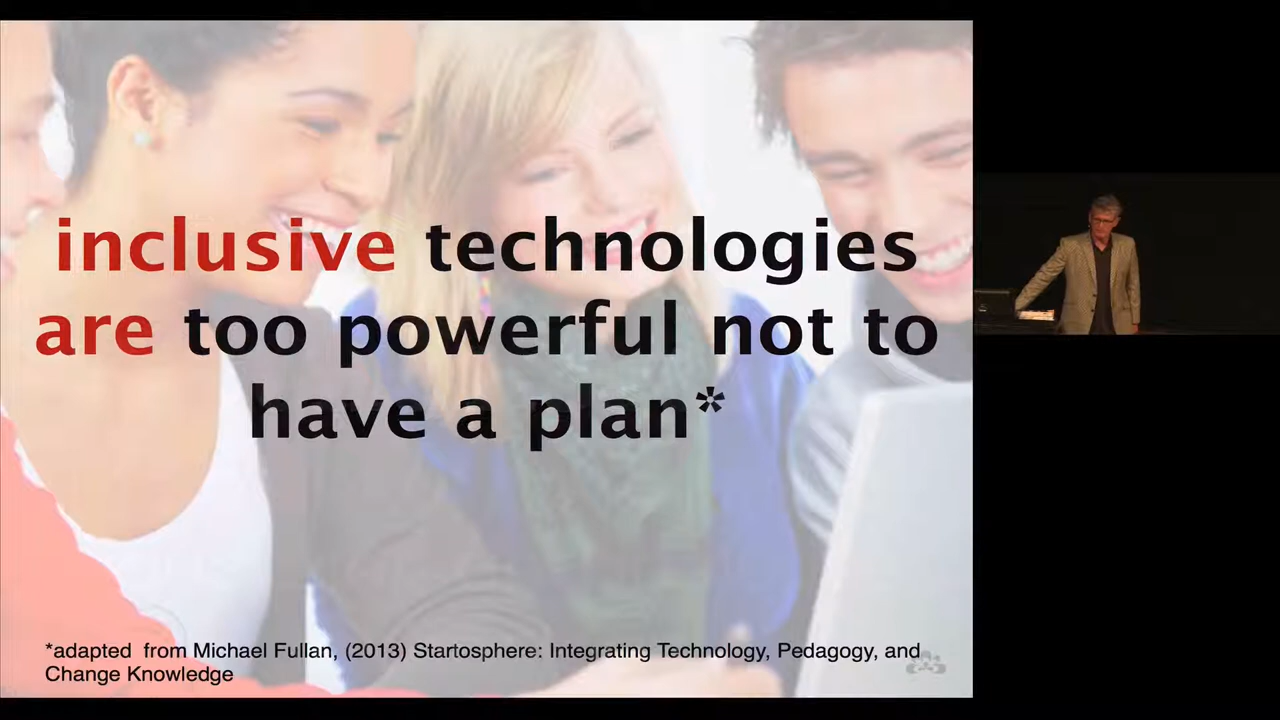 inclusive technologies
are too powerful not to
have a plan*
*adapted  from Michael Fullan, (2013) Startosphere: Integrating Technology, Pedagogy, and
Change Knowledge